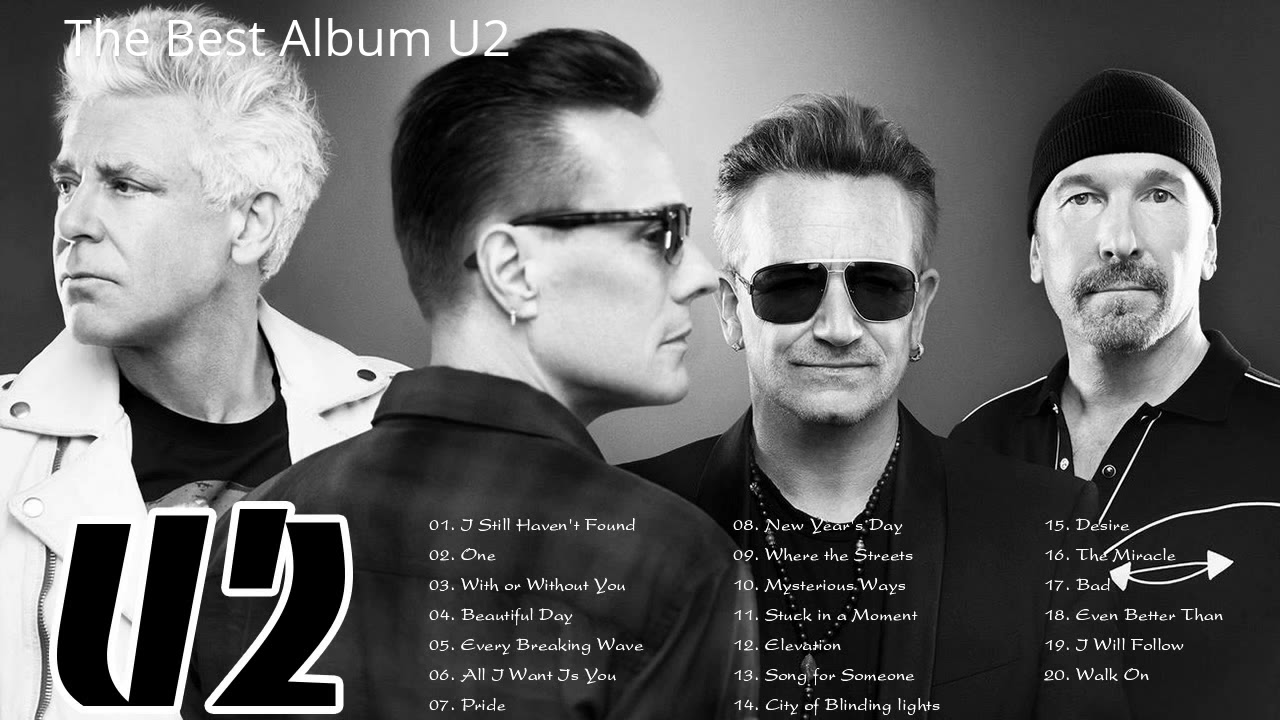 The Best Album U2
U2
01. I Still Haven't Found
02. One
03. With or Without You
04. Beautiful Day
05. Every Breaking Wave
06. All I Want Is You
07. Pride
08. New Year's Day
09. Where the Streets
10. Mysterious Ways
11. Stuck in a Moment
12. Elevation
13. Song for Someone
14. City of Blinding lights
15. Desire
16. The Miracle
17. Bad
18. Even Better Than
19. I Will Follow
20. Walk On